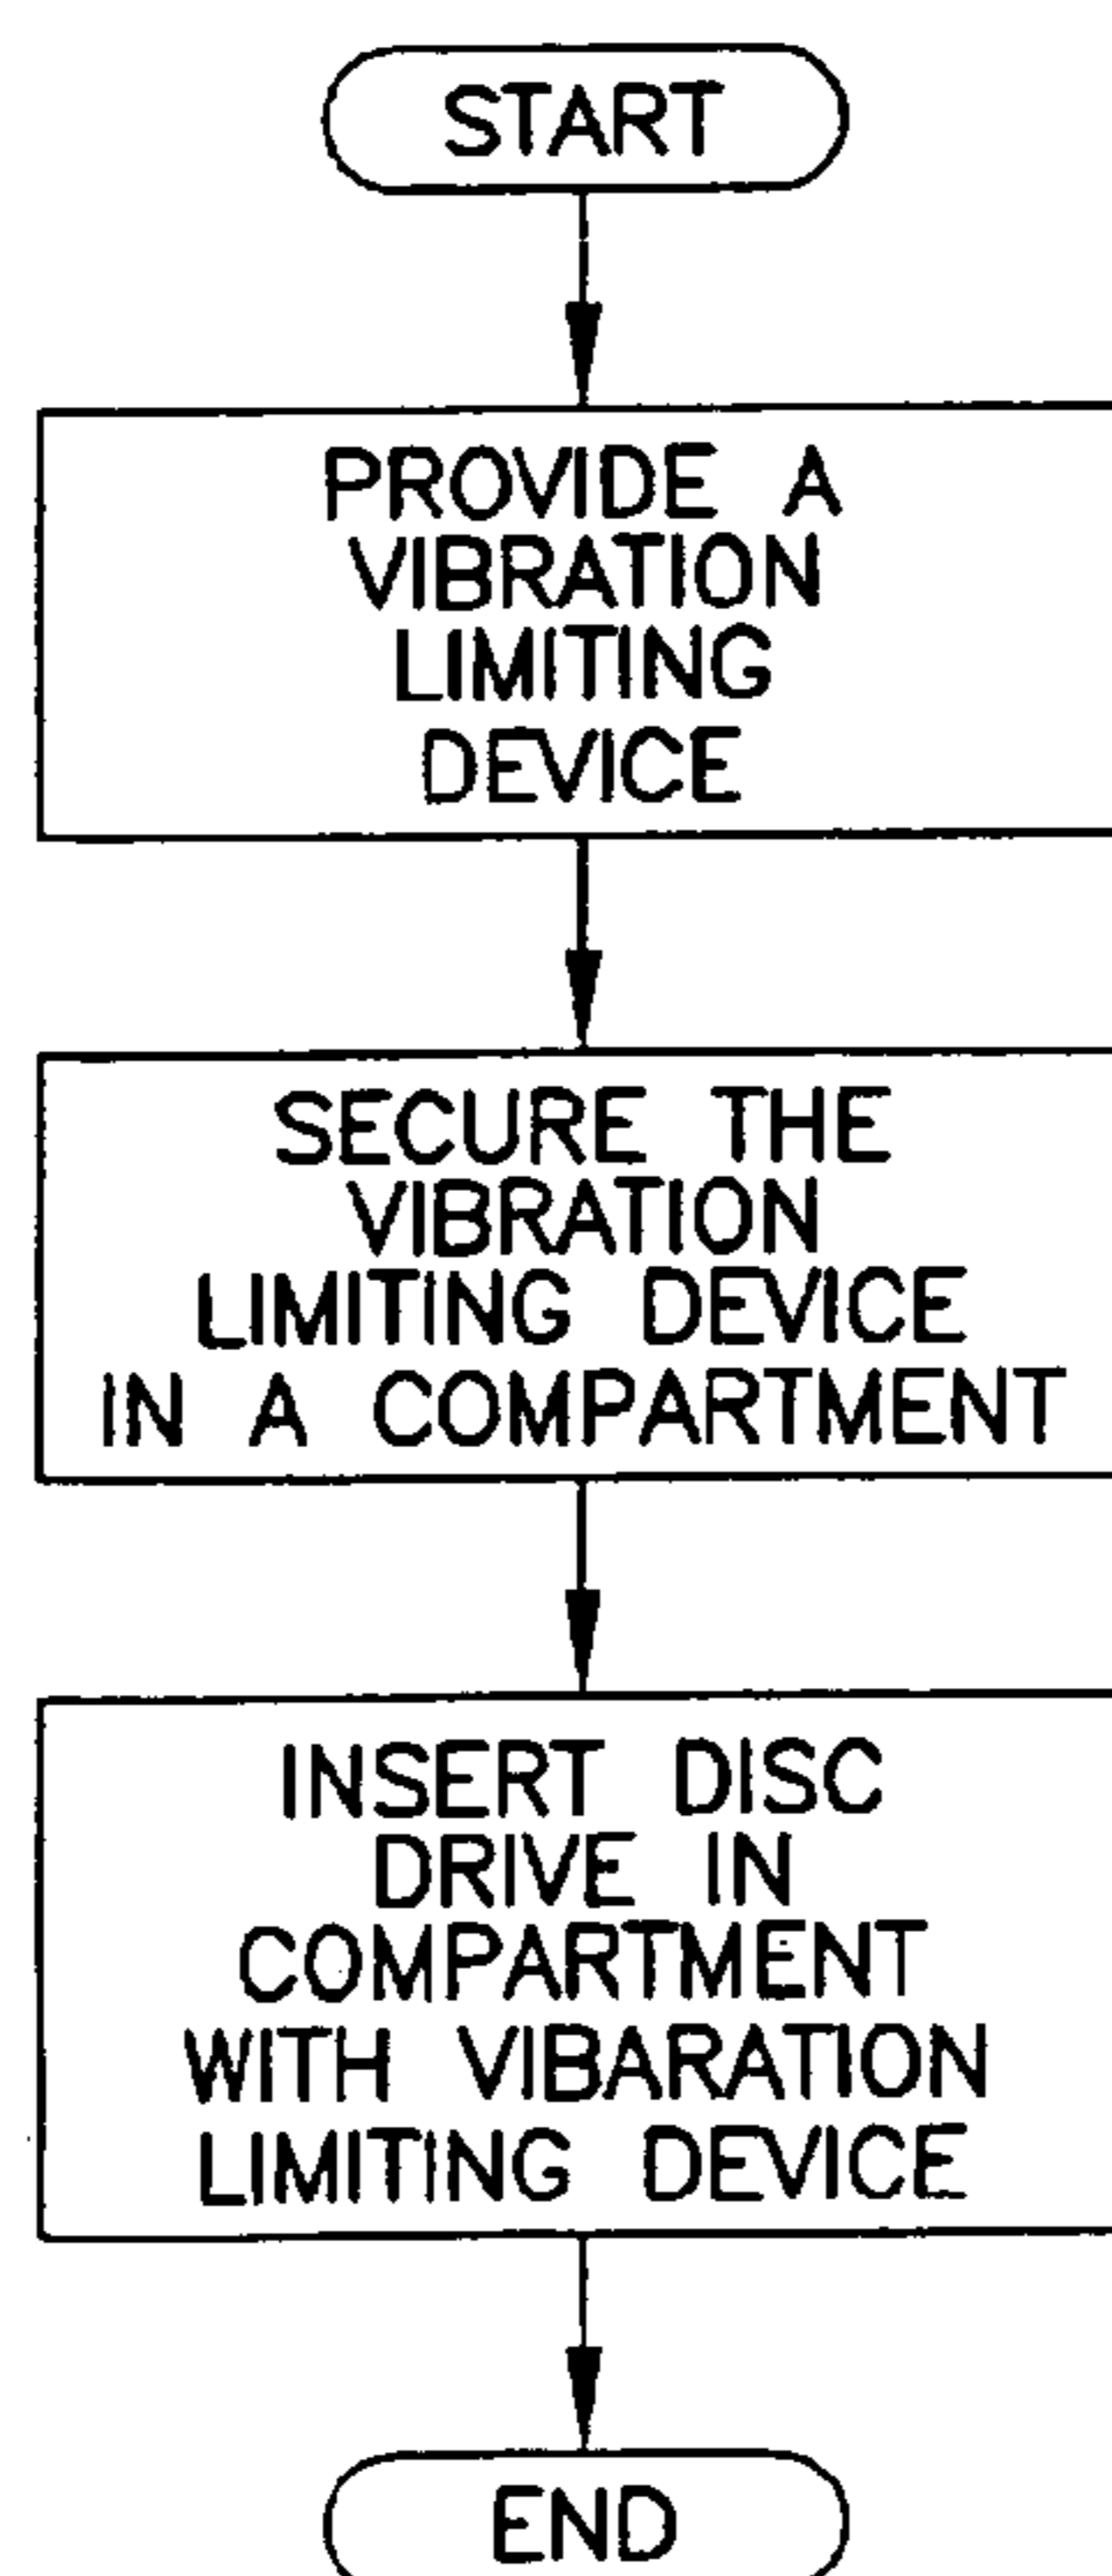 START
PROVIDE A
VIBRATION
LIMITING
DEVICE
SECURE THE
VIBRATION
LIMITING DEVICE
IN A COMPARTMENT
INSERT DISC
DRIVE IN
COMPARTMENT
WITH VIBARATION
LIMITING DEVICE
END